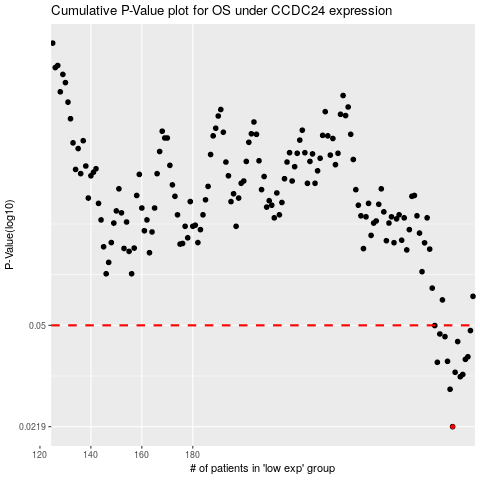 Cumulative P-Value plot for OS under CCDC24 expression
P-Value(log10)
0.05
0.0219
120 140 160 180
# of patients in 'low exp' group